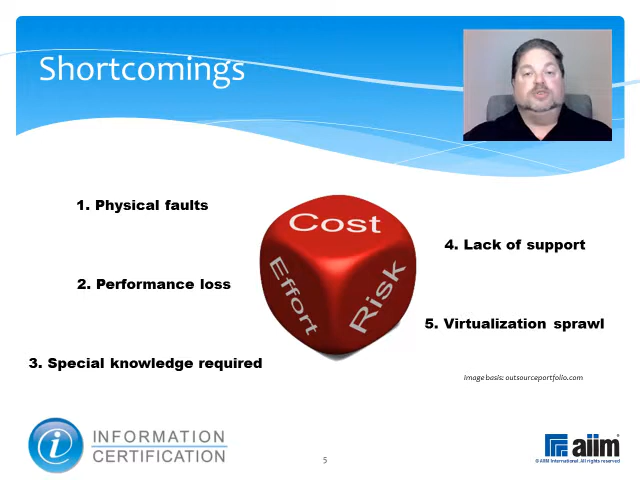 Shortcomings
1. Physical faults
2. Performance loss
3. Special knowledge required
Cost
Effort
Risk
4. Lack of support
5. Virtualization sprawl
Image basis: outsourceportfolio.com
i
INFORMATION
CERTIFICATION
5
aiim
© AIIM International. All rights reserved